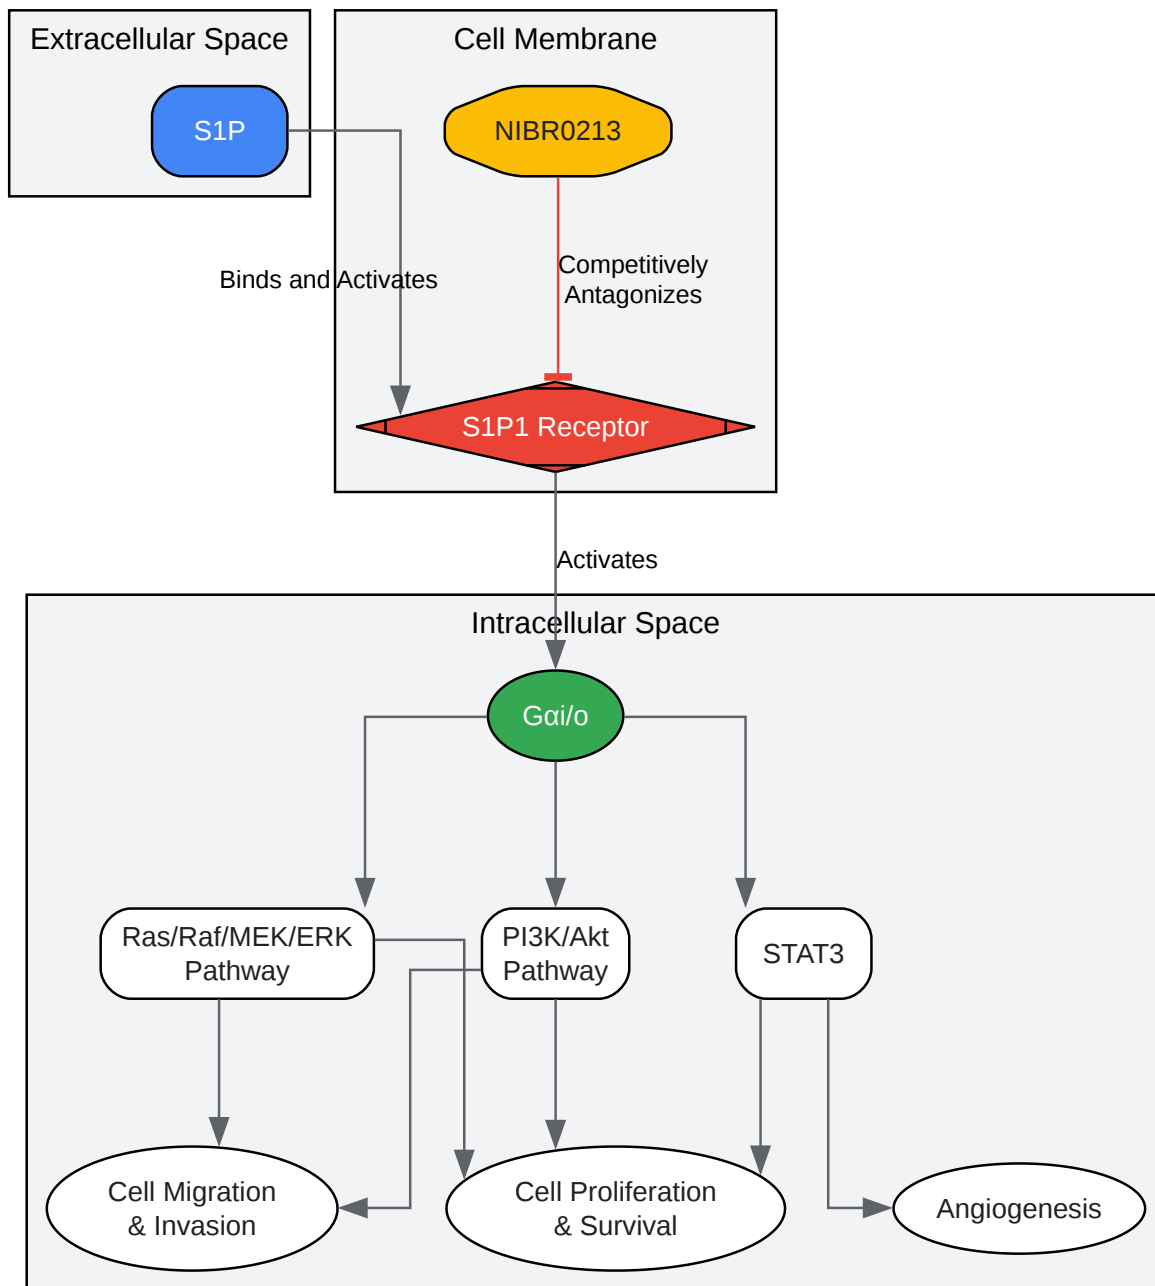 Extracellular Space
Cell Membrane
S1P
NIBR0213
Binds and Activates
Competitively
Antagonizes
S1P1 Receptor
Activates
Intracellular Space
Gαi/o
Ras/Raf/MEK/ERK
Pathway
PI3K/Akt
Pathway
STAT3
Cell Migration
& Invasion
Cell Proliferation
& Survival
Angiogenesis